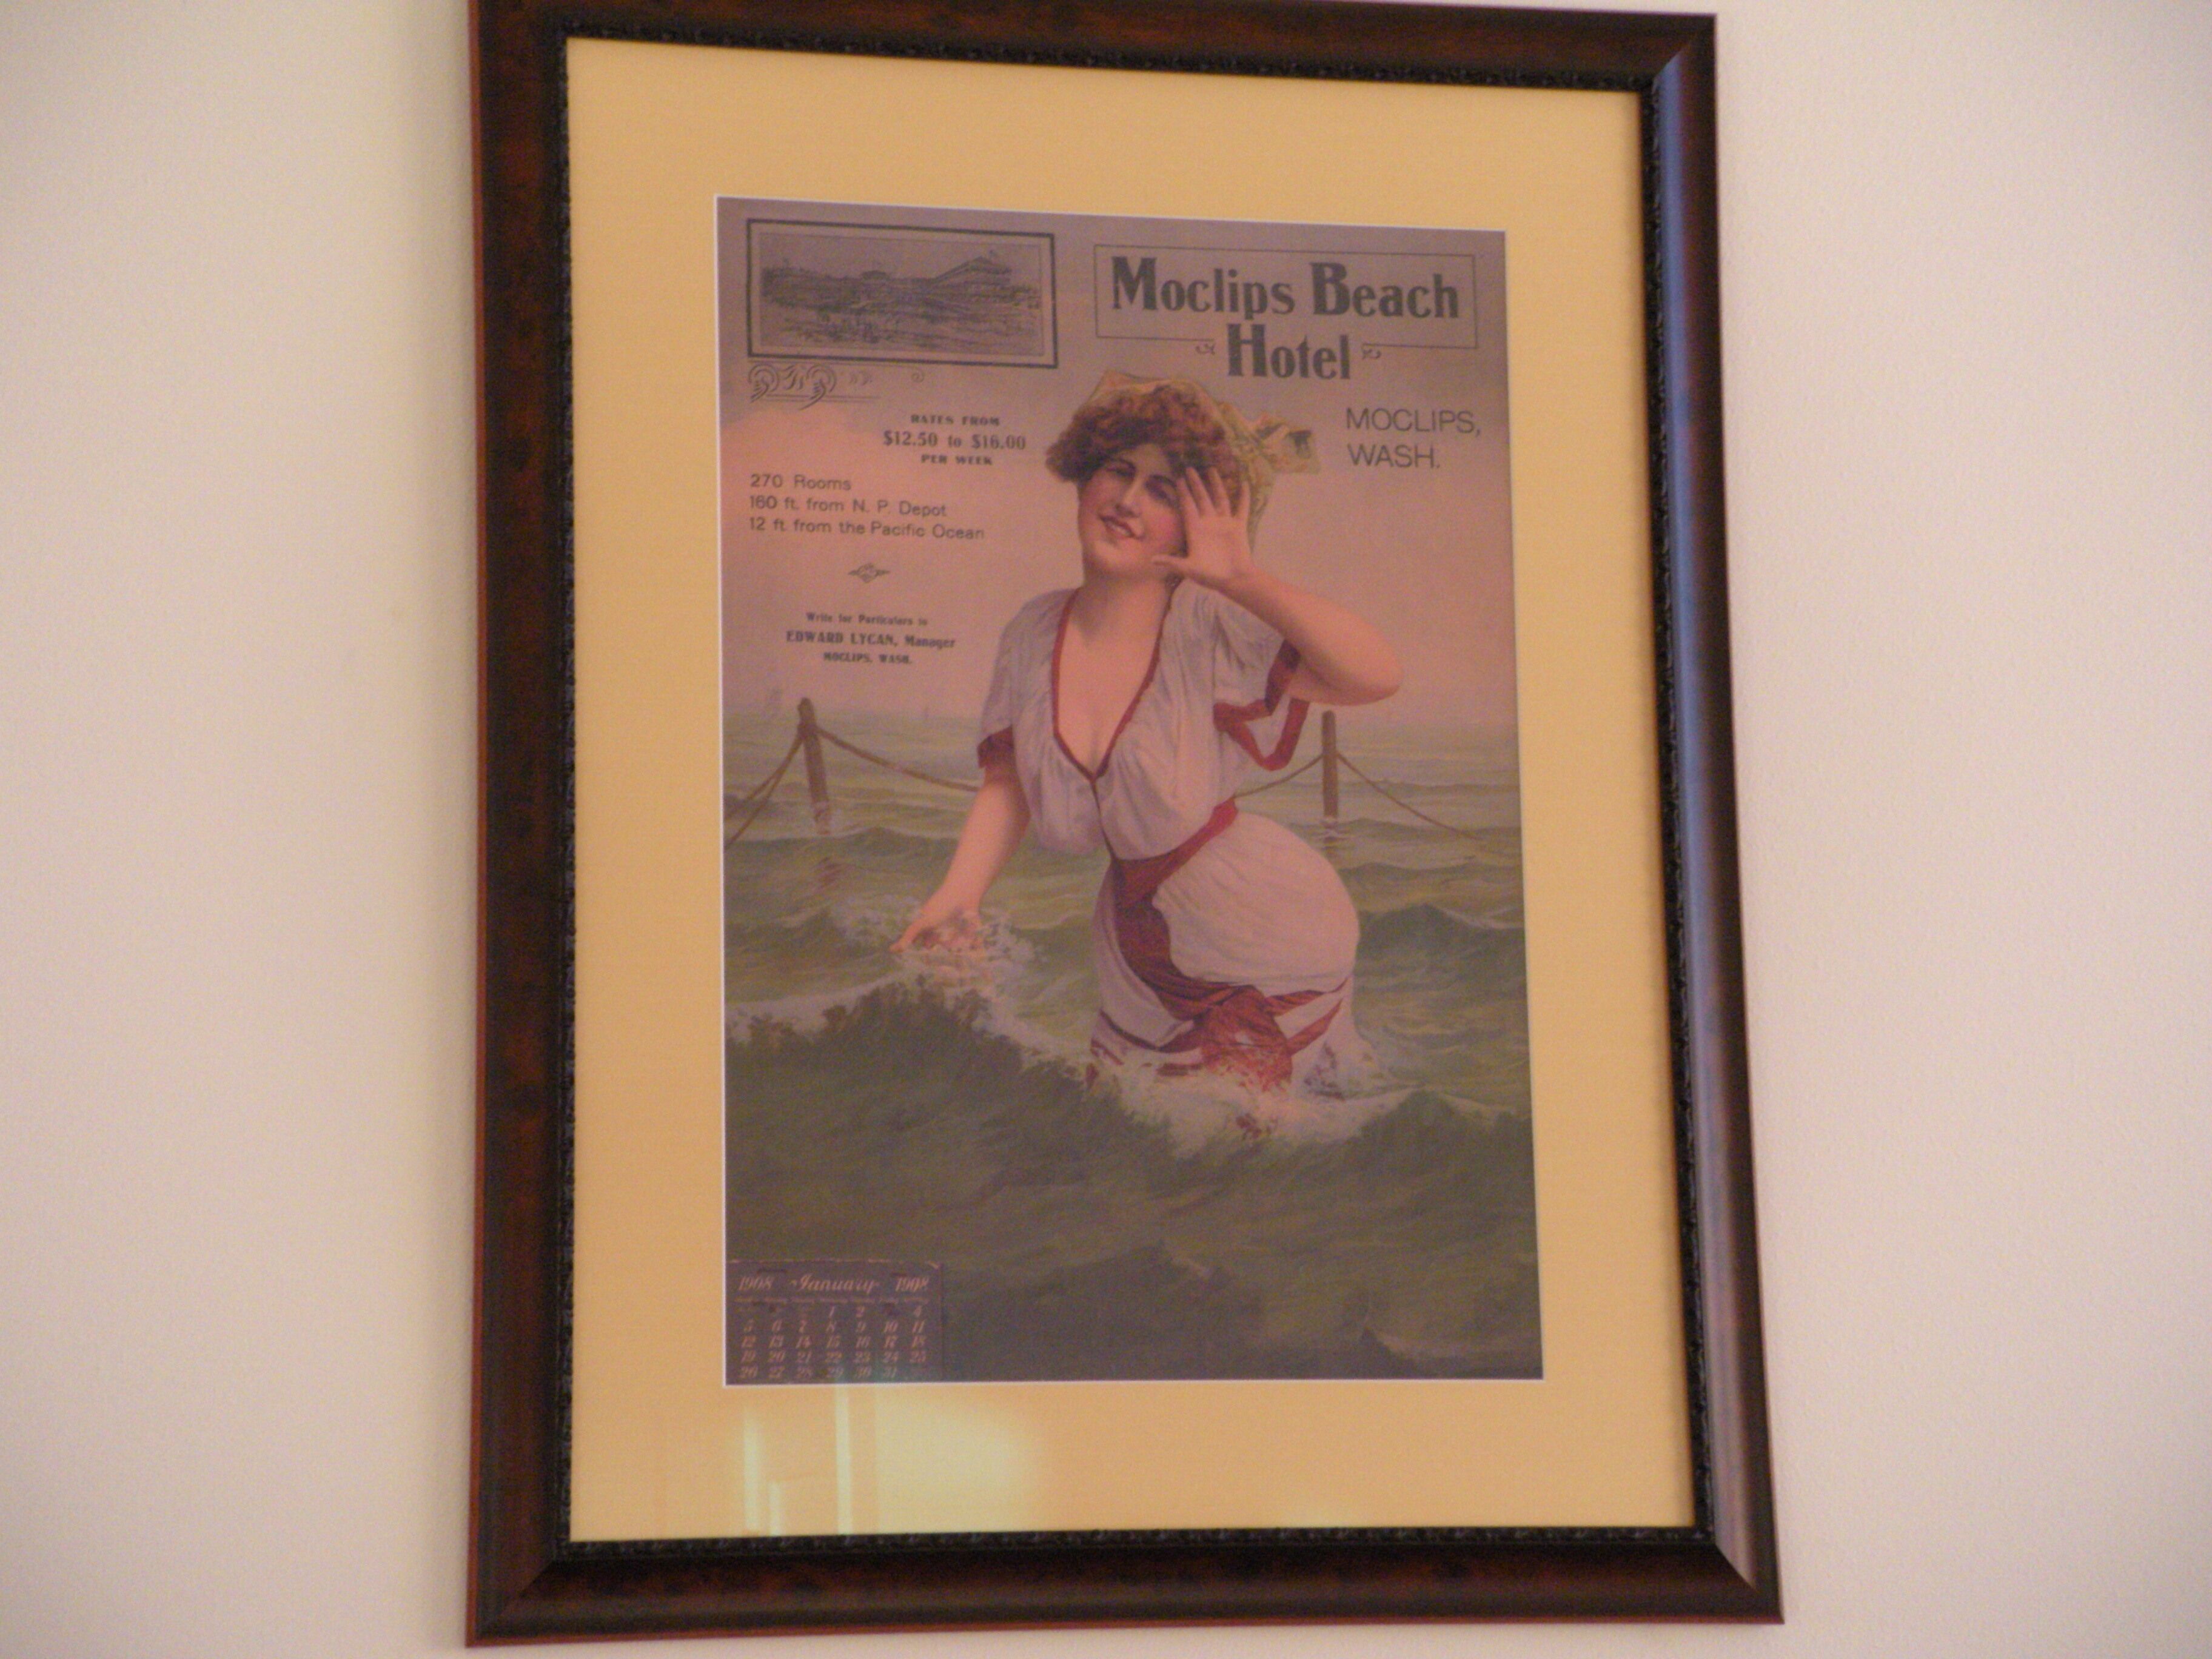 Moclips Beach
Hotel
MOCLIPS,
WASH.
RATES FROM
$12.50 to $16.00
PER WEEK
270 Rooms
160 ft. from N. P. Depot
12 ft. from the Pacific Ocean
Write for Particulars to
EDWARD LYCAN, Manager
MOCLIPS, WASH.
1908 January 1908
1 2 4
5 6 7 8 9 10 11
12 13 14 15 16 17 18
19 20 21 22 23 24 25
26 27 28 29 30 31